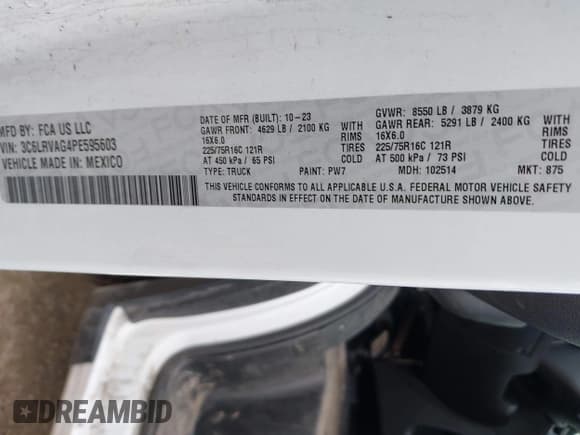 MFD BY: FCA US LLC
VIN: 3C6LRVAG4PE595603
VEHICLE MADE IN: MEXICO
DATE OF MFR (BUILT): 10-23
GAWR FRONT: 4629 LB / 2100 KG
16X6.0 RIMS
225/75R16C 121R TIRES
AT 450 kPa / 65 PSI COLD
TYPE: TRUCK
PAINT: PW7
GVWR: 8550 LB / 3879 KG
GAWR REAR: 5291 LB / 2400 KG
16X6.0 RIMS
225/75R16C 121R TIRES
AT 500 kPa / 73 PSI COLD
MDH: 102514
MKT: 875
THIS VEHICLE CONFORMS TO ALL APPLICABLE U.S.A. FEDERAL MOTOR VEHICLE SAFETY
STANDARDS IN EFFECT ON THE DATE OF MANUFACTURE SHOWN ABOVE.
DREAMBID